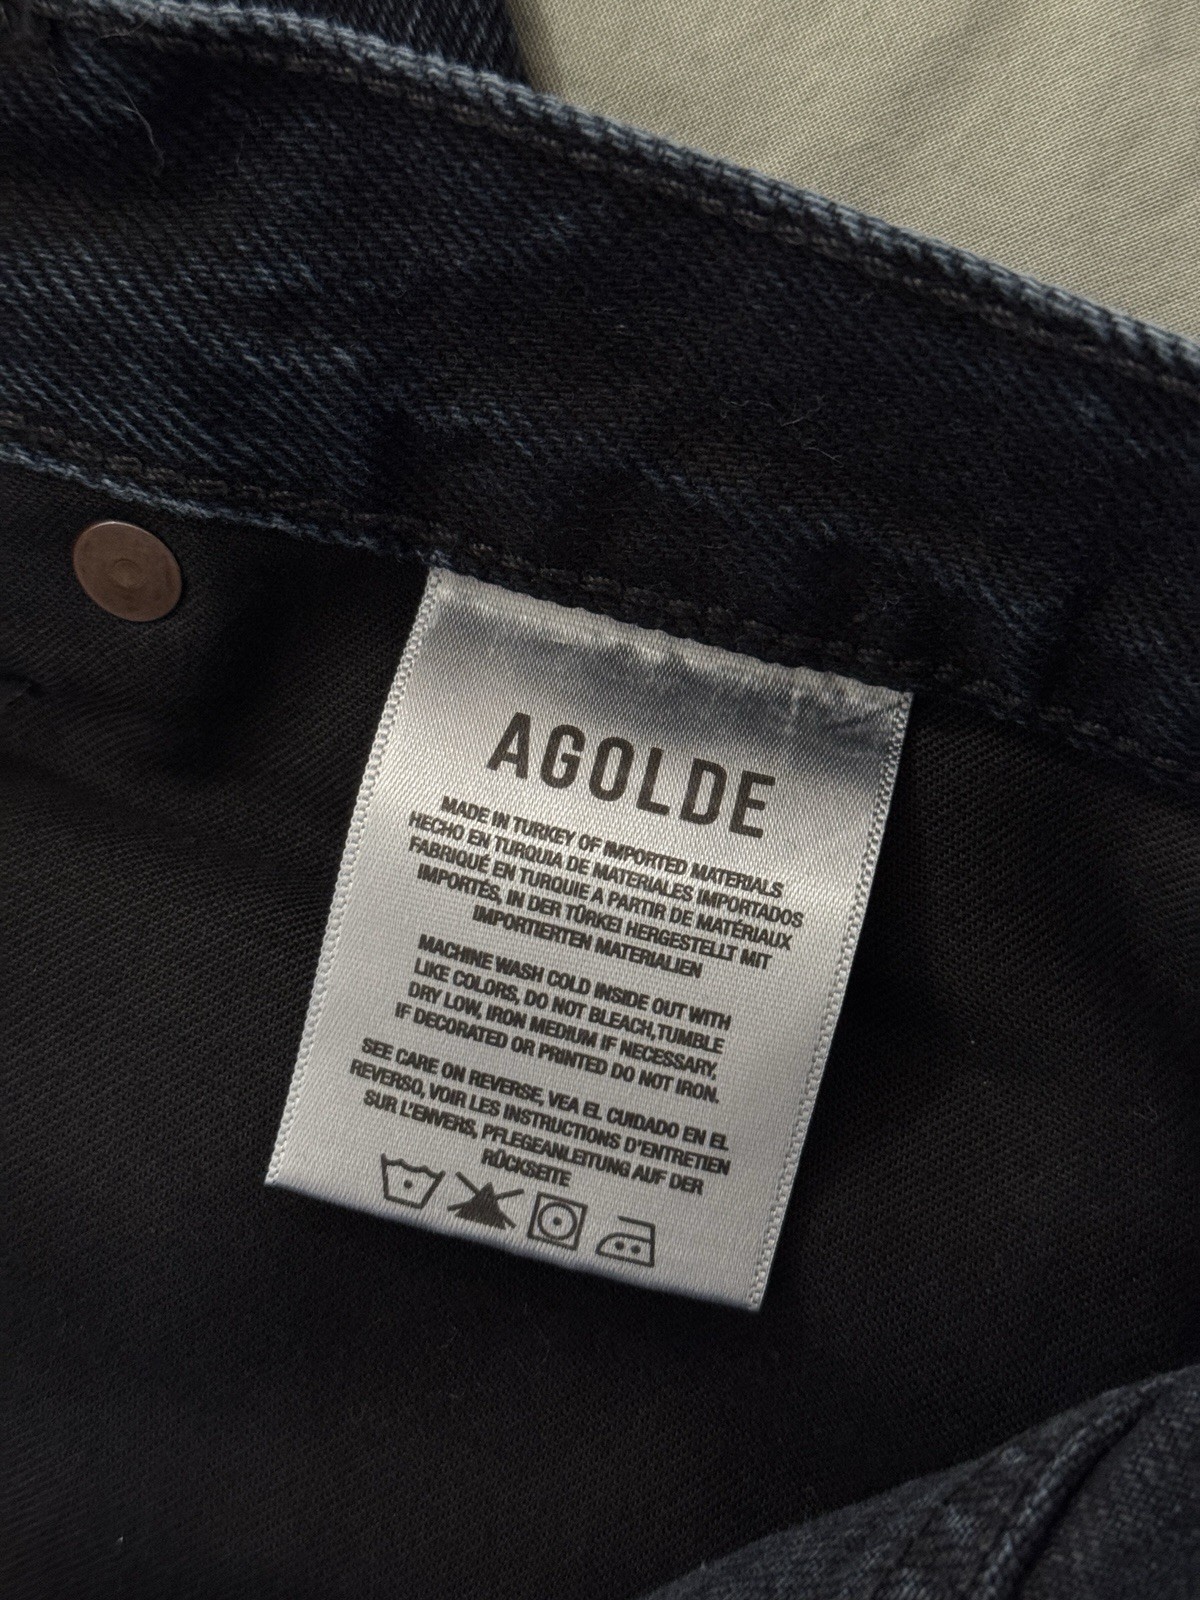 AGOLDE
MADE IN TURKEY OF IMPORTED MATERIALS
HECHO EN TURQUIA DE MATERIALES IMPORTADOS
FABRIQUÉ EN TURQUIE A PARTIR DE MATÉRIAUX
IMPORTÉS, IN DER TÜRKEI HERGESTELLT MIT
IMPORTIERTEN MATERIALIEN
MACHINE WASH COLD INSIDE OUT WITH
LIKE COLORS, DO NOT BLEACH,TUMBLE
DRY LOW, IRON MEDIUM IF NECESSARY,
IF DECORATED OR PRINTED DO NOT IRON.
SEE CARE ON REVERSE, VEA EL CUIDADO EN EL
REVERSO, VOIR LES INSTRUCTIONS D'ENTRETIEN
SUR L'ENVERS, PFLEGEANLEITUNG AUF DER
RÜCKSEITE